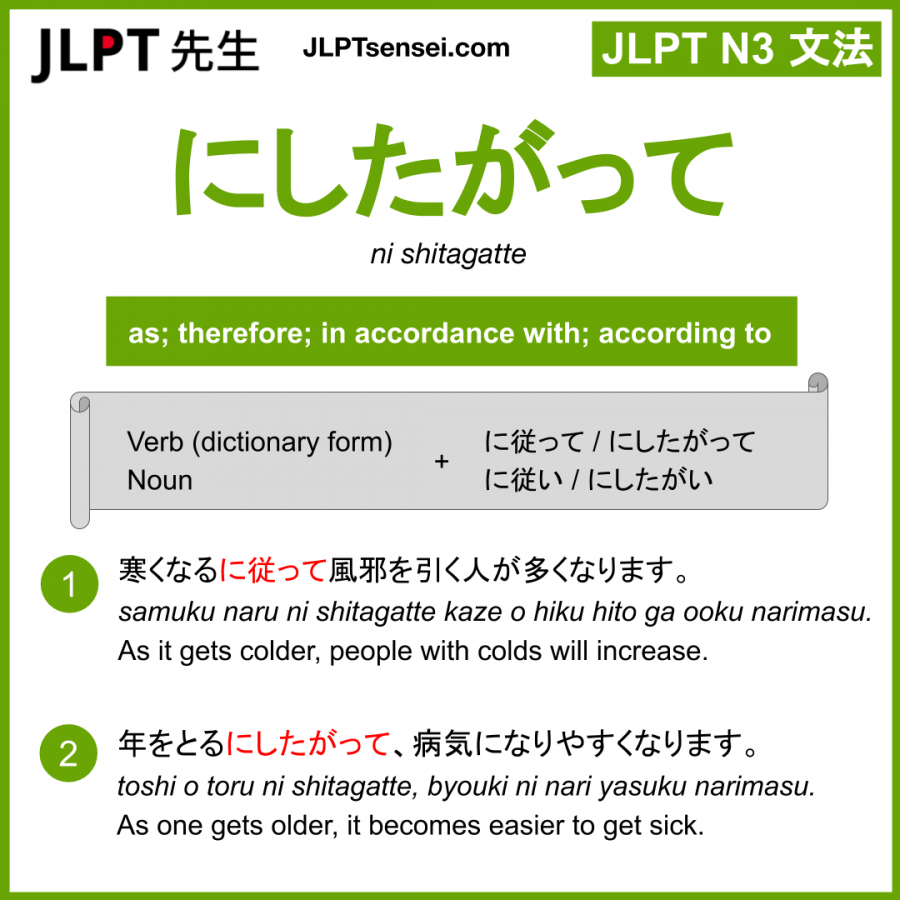 JLPT 先生
JLPTsensei.com
JLPT N3 文法
にしたがって
ni shitagatte
as; therefore; in accordance with; according to
Verb (dictionary form)
Noun
+
に従って / にしたがって
に従い / にしたがい
1
寒くなるに従って風邪を引く人が多くなります。
samuku naru ni shitagatte kaze o hiku hito ga ooku narimasu.
As it gets colder, people with colds will increase.
2
年をとるにしたがって、病気になりやすくなります。
toshi o toru ni shitagatte, byouki ni nari yasuku narimasu.
As one gets older, it becomes easier to get sick.